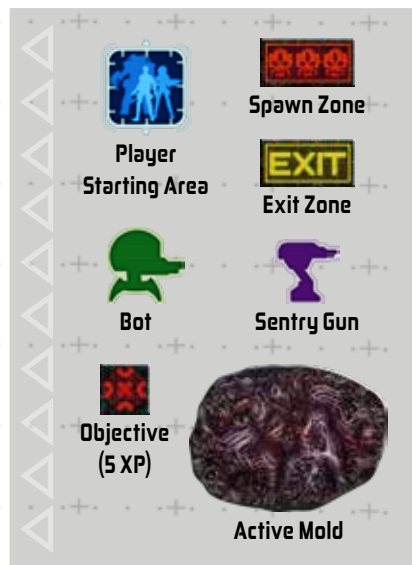 Player
Starting Area
Spawn Zone
EXIT
Exit Zone
Bot
Sentry Gun
Objective
(5 XP)
Active Mold